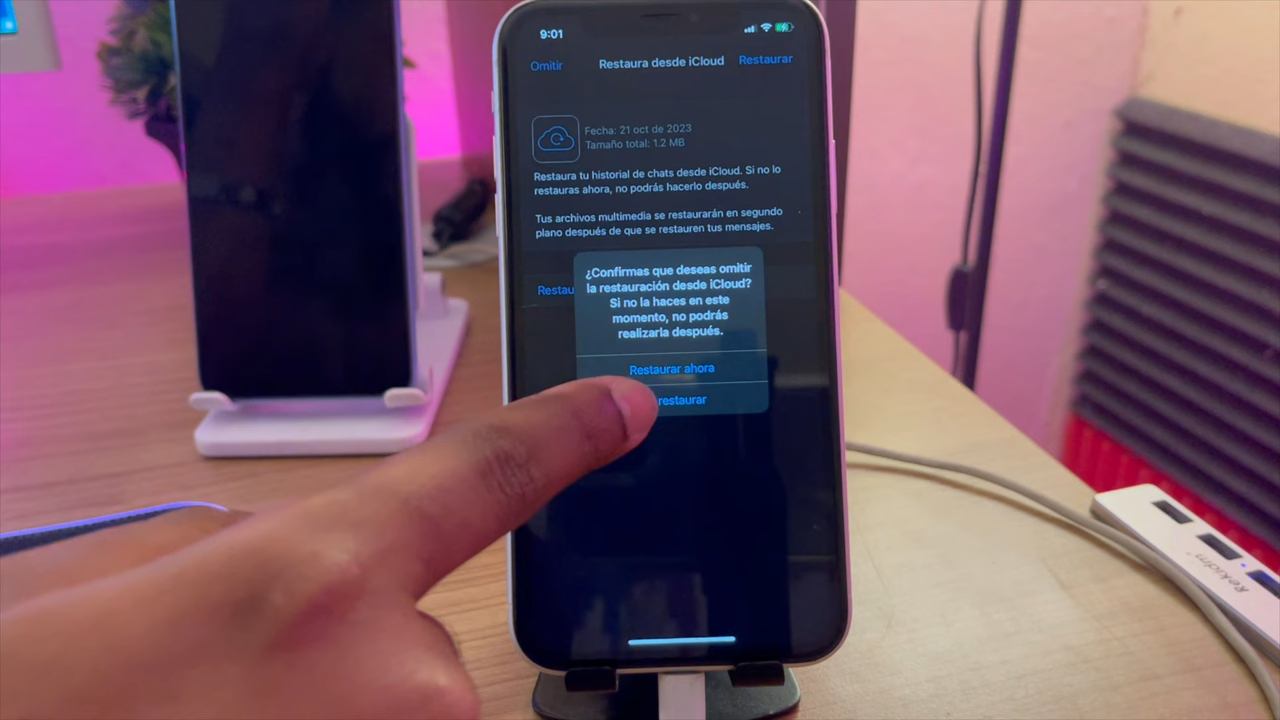 9:01
Omitir
Restaura desde iCloud
Restaurar
Fecha: 21 oct de 2023
Tamaño total: 1.2 MB
Restaura tu historial de chats desde iCloud. Si no lo
restauras ahora, no podrás hacerlo después.
Tus archivos multimedia se restaurarán en segundo
plano después de que se restauren tus mensajes.
Restau
¿Confirmas que deseas omitir
la restauración desde iCloud?
Si no la haces en este
momento, no podrás
realizarla después.
Restaurar ahora
restaurar
Rekidm